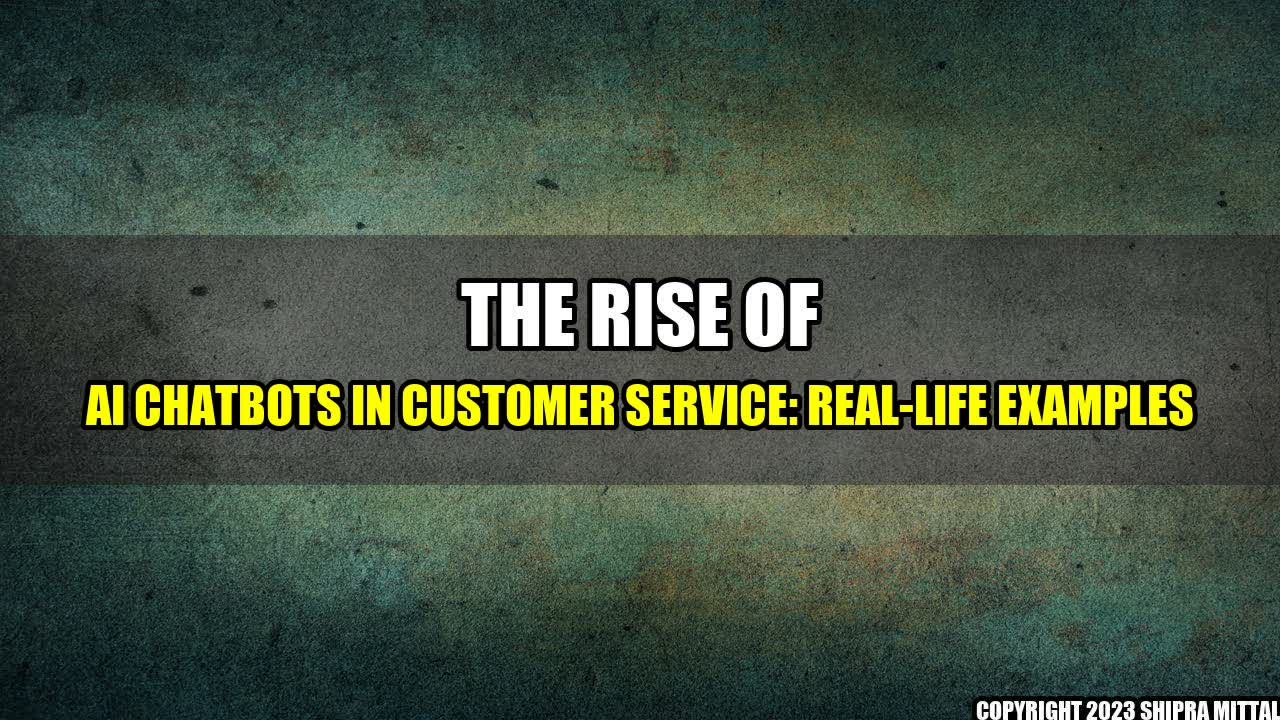 THE RISE OF
AI CHATBOTS IN CUSTOMER SERVICE: REAL-LIFE EXAMPLES
COPYRIGHT 2023 SHIPRA MITTAL